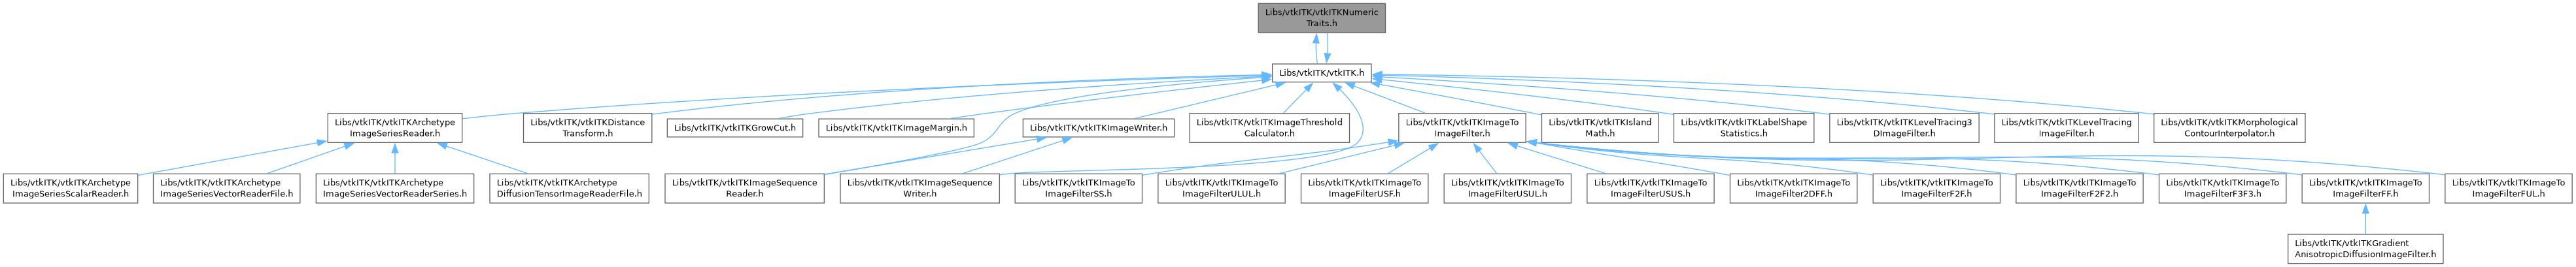 Libs/vtkITK/vtkITKNumeric
Traits.h
Libs/vtkITK/vtkITK.h
Libs/vtkITK/vtkITKArchetype
ImageSeriesReader.h
Libs/vtkITK/vtkITKDistance
Transform.h
Libs/vtkITK/vtkITKGrowCut.h
Libs/vtkITK/vtkITKImageMargin.h
Libs/vtkITK/vtkITKImageWriter.h
Libs/vtkITK/vtkITKImageThreshold
Calculator.h
Libs/vtkITK/vtkITKImageTo
ImageFilter.h
Libs/vtkITK/vtkITKIsland
Math.h
Libs/vtkITK/vtkITKLabelShape
Statistics.h
Libs/vtkITK/vtkITKLevelTracing3
DImageFilter.h
Libs/vtkITK/vtkITKLevelTracing
ImageFilter.h
Libs/vtkITK/vtkITKMorphological
ContourInterpolator.h
Libs/vtkITK/vtkITKArchetype
ImageSeriesScalarReader.h
Libs/vtkITK/vtkITKArchetype
ImageSeriesVectorReaderFile.h
Libs/vtkITK/vtkITKArchetype
ImageSeriesVectorReaderSeries.h
Libs/vtkITK/vtkITKArchetype
DiffusionTensorImageReaderFile.h
Libs/vtkITK/vtkITKImageSequence
Reader.h
Libs/vtkITK/vtkITKImageSequence
Writer.h
Libs/vtkITK/vtkITKImageTo
ImageFilterSS.h
Libs/vtkITK/vtkITKImageTo
ImageFilterULUL.h
Libs/vtkITK/vtkITKImageTo
ImageFilterUSF.h
Libs/vtkITK/vtkITKImageTo
ImageFilterUSUL.h
Libs/vtkITK/vtkITKImageTo
ImageFilterUSUS.h
Libs/vtkITK/vtkITKImageTo
ImageFilter2DFF.h
Libs/vtkITK/vtkITKImageTo
ImageFilterF2F.h
Libs/vtkITK/vtkITKImageTo
ImageFilterF2F2.h
Libs/vtkITK/vtkITKImageTo
ImageFilterF3F3.h
Libs/vtkITK/vtkITKImageTo
ImageFilterFF.h
Libs/vtkITK/vtkITKImageTo
ImageFilterFUL.h
Libs/vtkITK/vtkITKGradient
AnisotropicDiffusionImageFilter.h